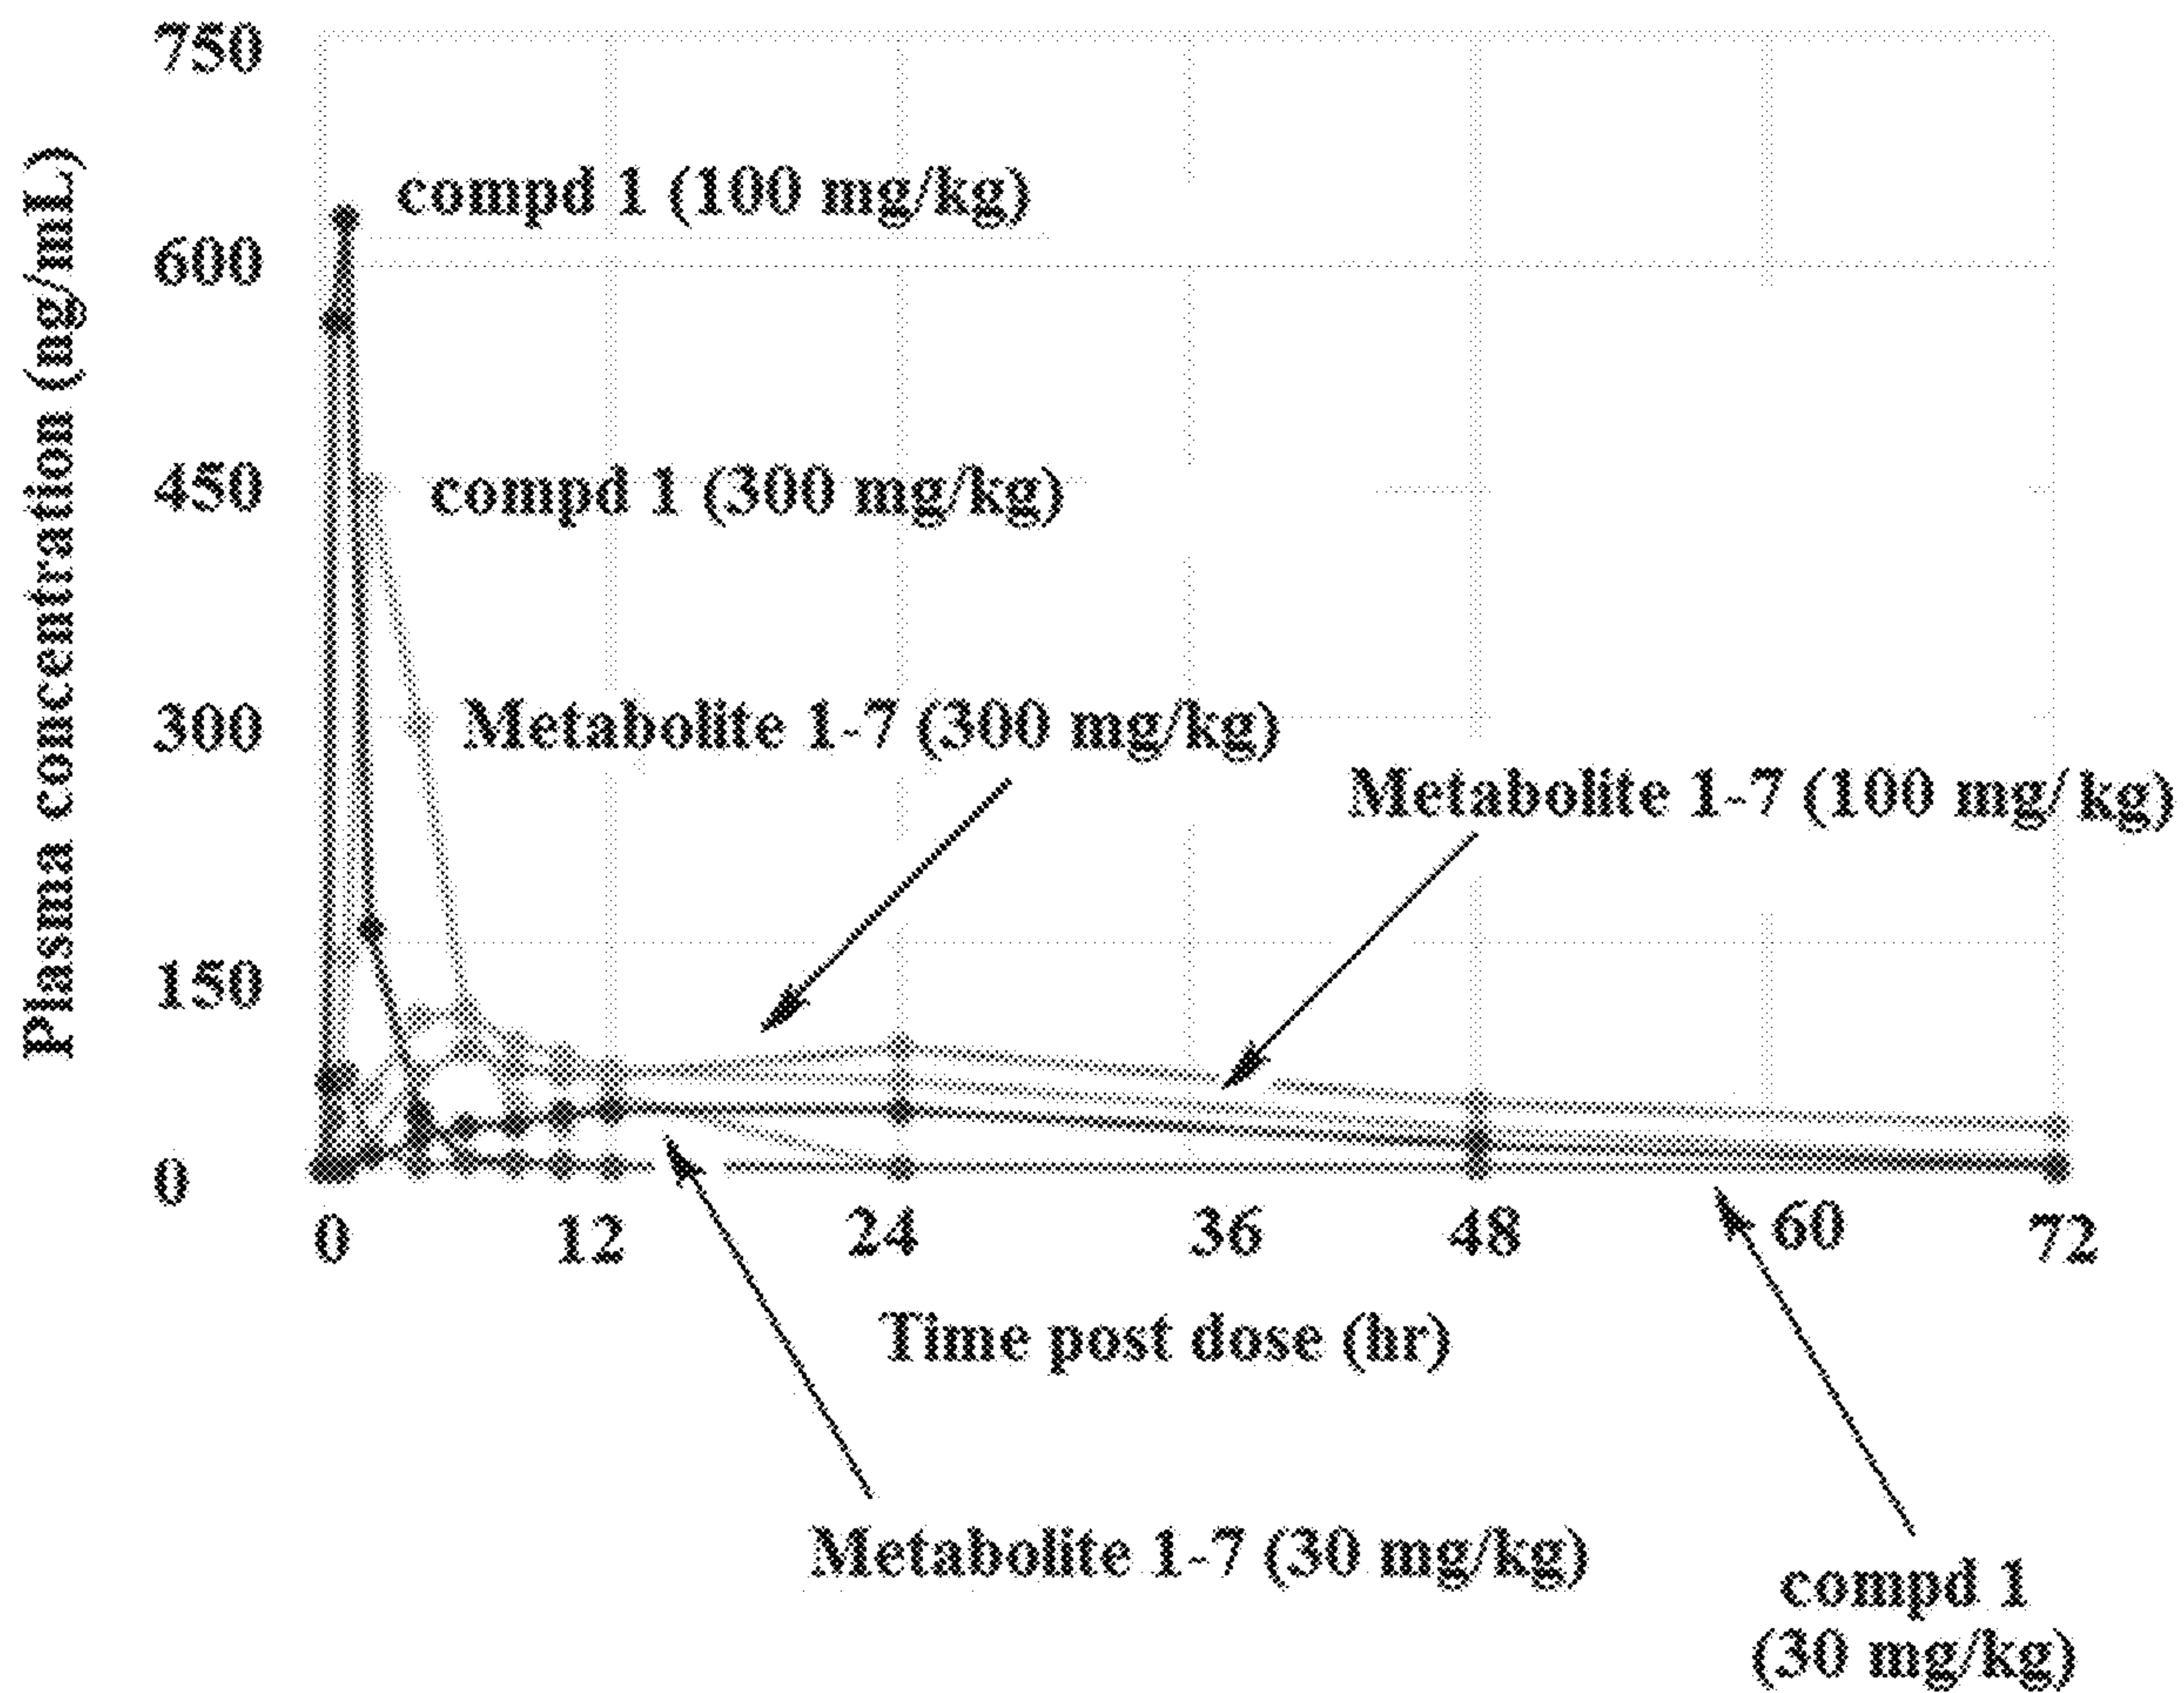 Plasma concentration (ng/mL)
750
600
450
300
150
0
compd 1 (100 mg/kg)
compd 1 (300 mg/kg)
Metabolite 1-7 (300 mg/kg)
Metabolite 1-7 (100 mg/kg)
0 12 24 36 48 60 72
Time post dose (hr)
Metabolite 1-7 (30 mg/kg)
compd 1
(30 mg/kg)